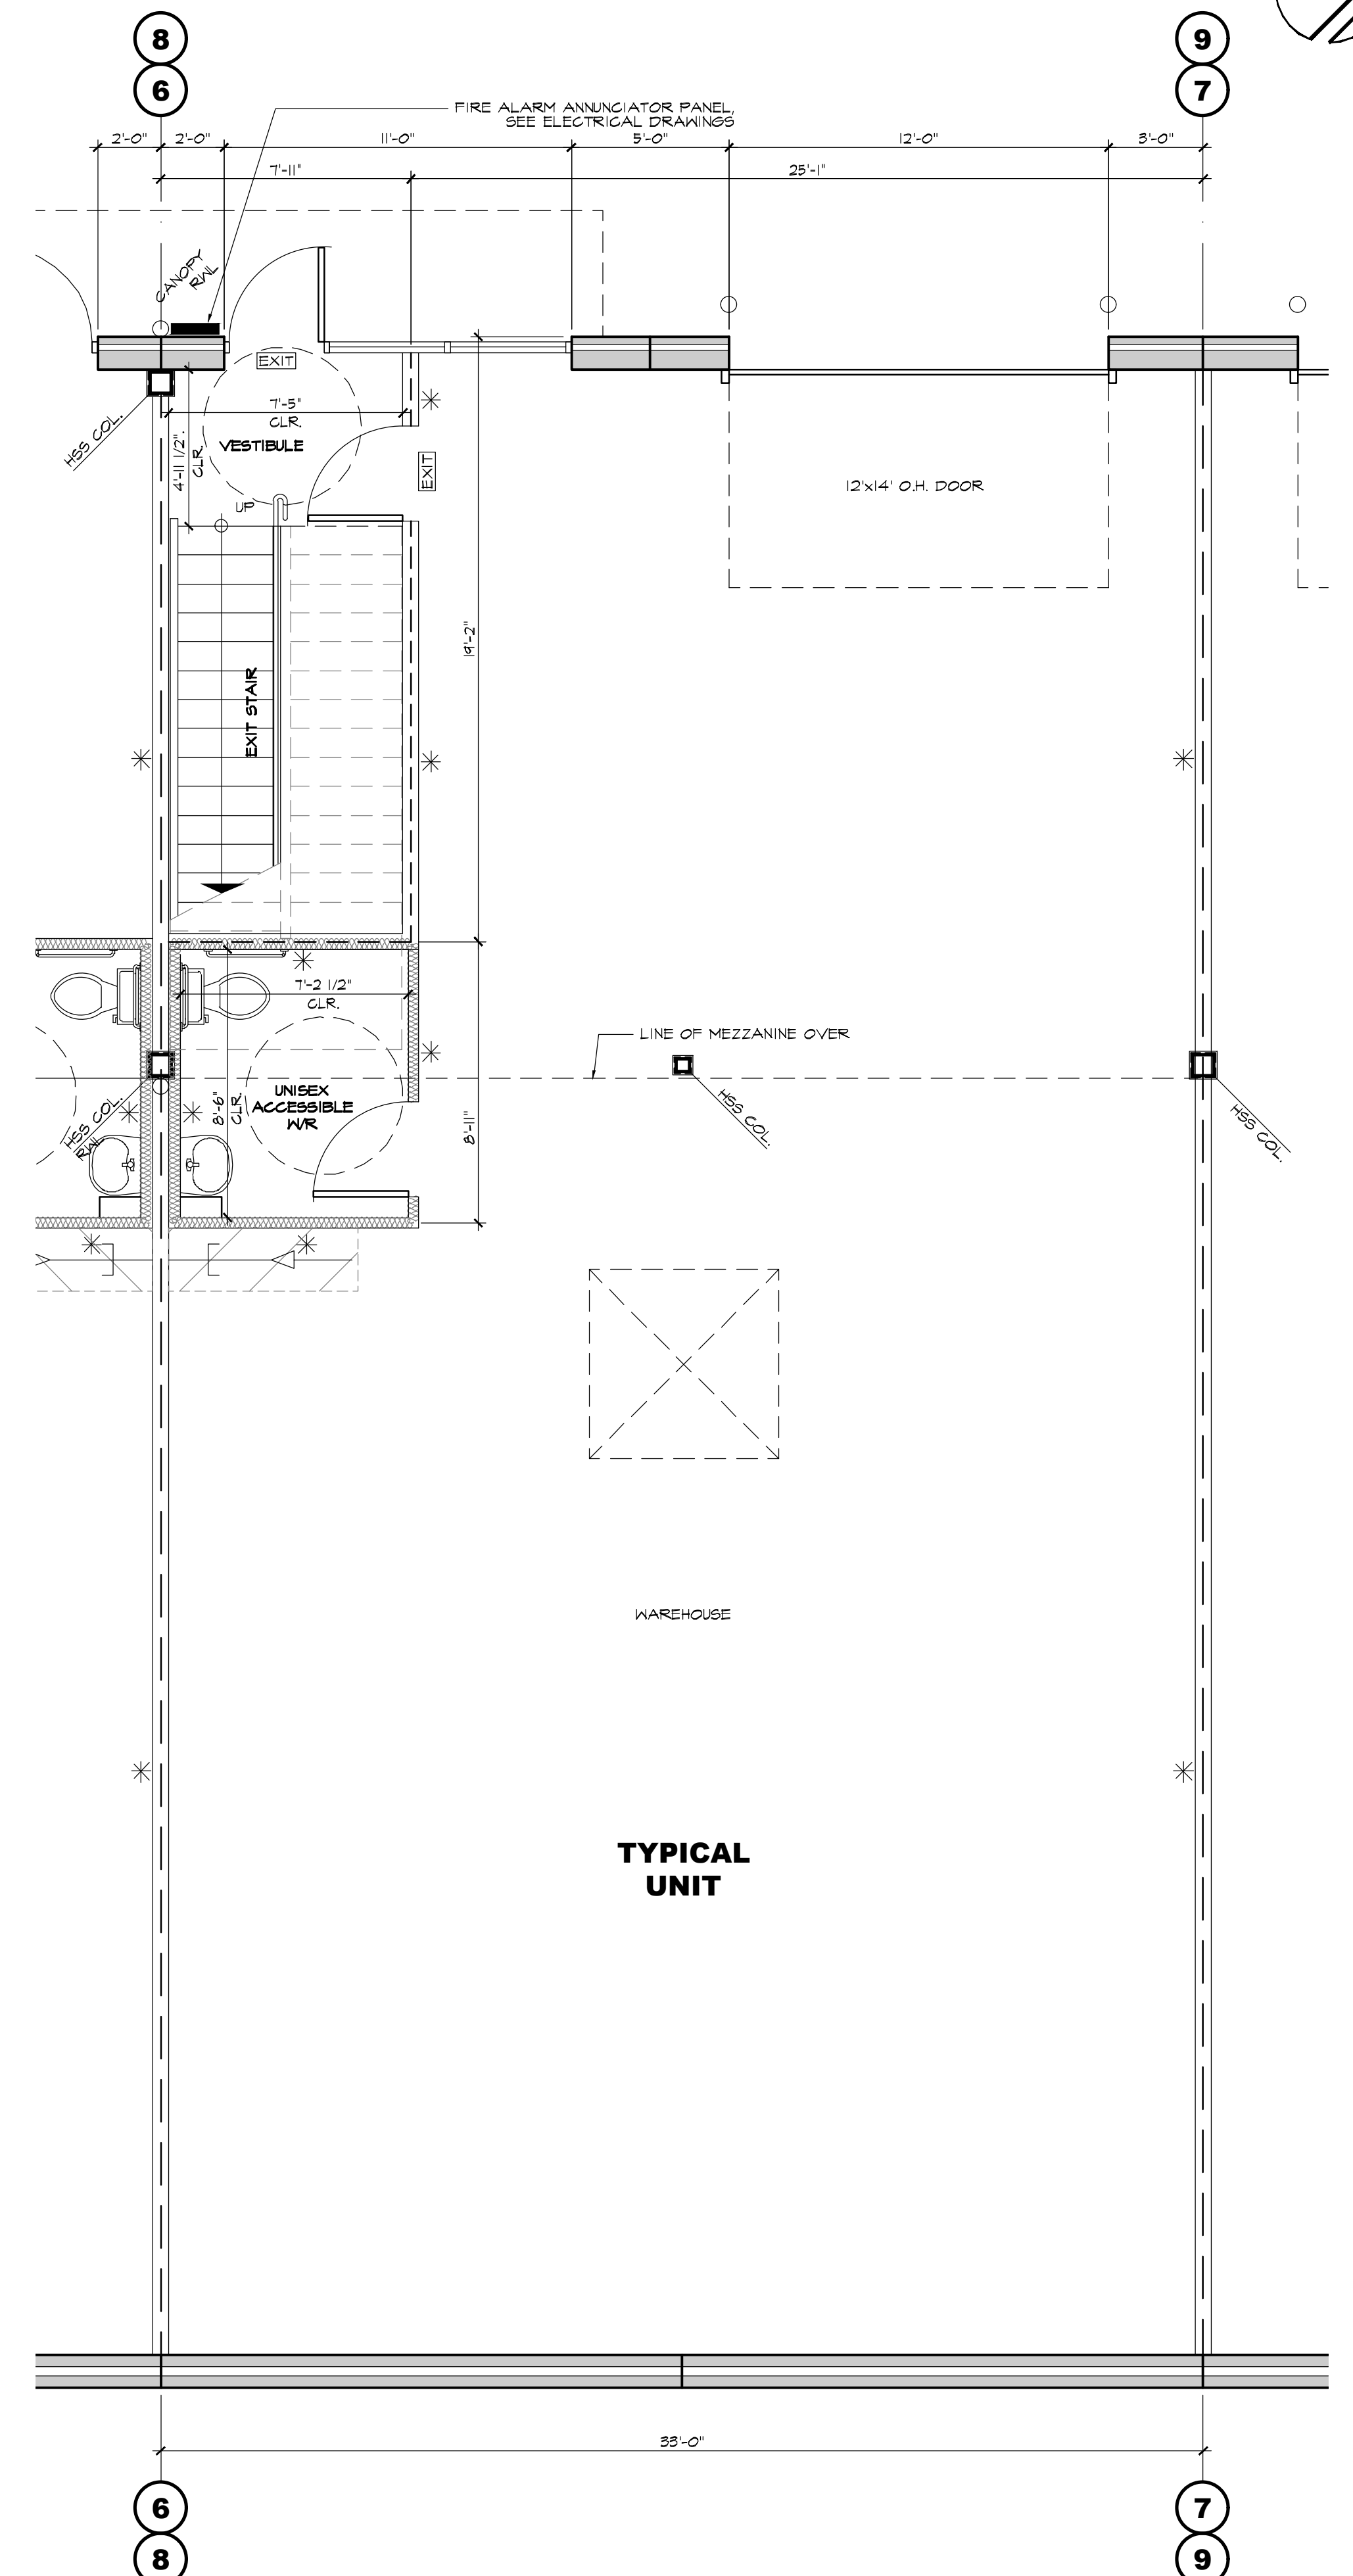 8
9
6
7
FIRE ALARM ANNUNCIATOR PANEL,
SEE ELECTRICAL DRAWINGS
2'-0"
2'-0"
11'-0"
5'-0"
12'-0"
3'-0"
7'-11"
25'-1"
CANOPY
RWL
EXIT
7'-5"
CLR.
HSS COL.
4'-11 1/2".
CLR.
VESTIBULE
EXIT
12'x14' O.H. DOOR
UP
19'-2"
EXIT STAIR
7'-2 1/2"
CLR.
LINE OF MEZZANINE OVER
UNISEX
ACCESSIBLE
W/R
8'-6"
CLR.
8'-11"
HSS COL.
RWL
HSS COL.
HSS COL.
WAREHOUSE
TYPICAL
UNIT
33'-0"
6
7
8
9